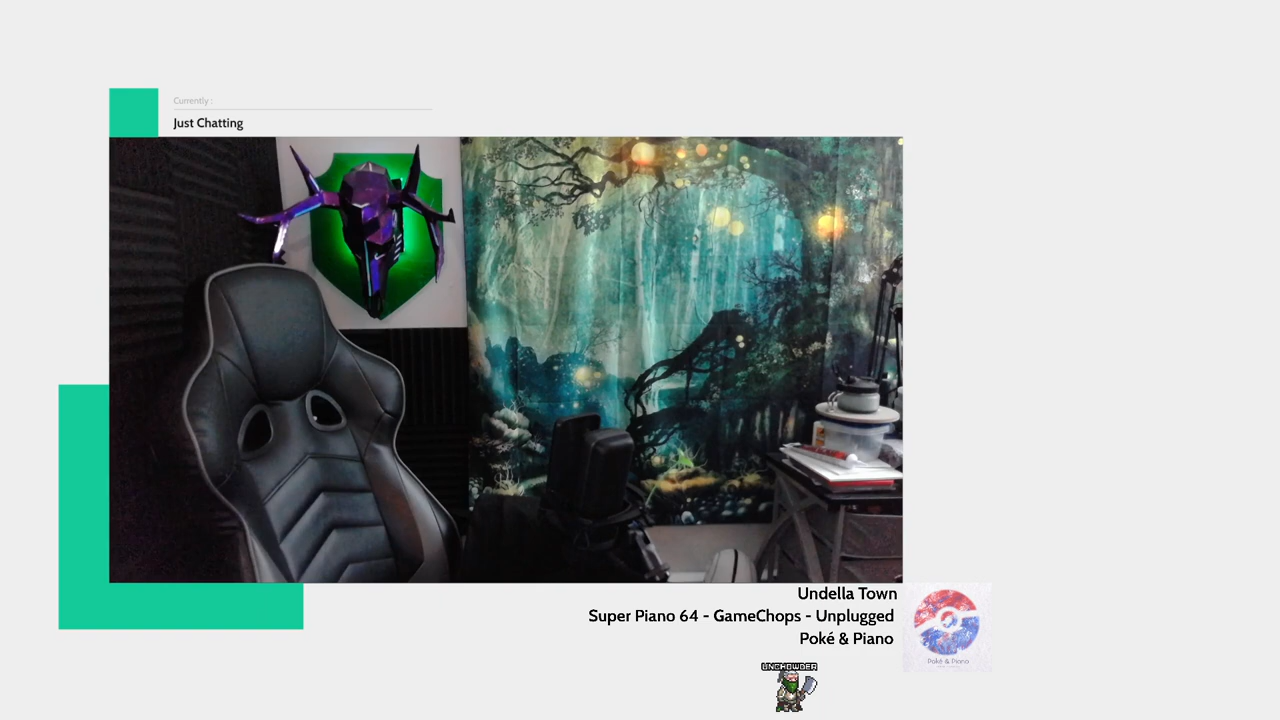 Currently :
Just Chatting
Undella Town
Super Piano 64 - GameChops - Unplugged
Poké & Piano
Poké & Piano
UNCHOWDER